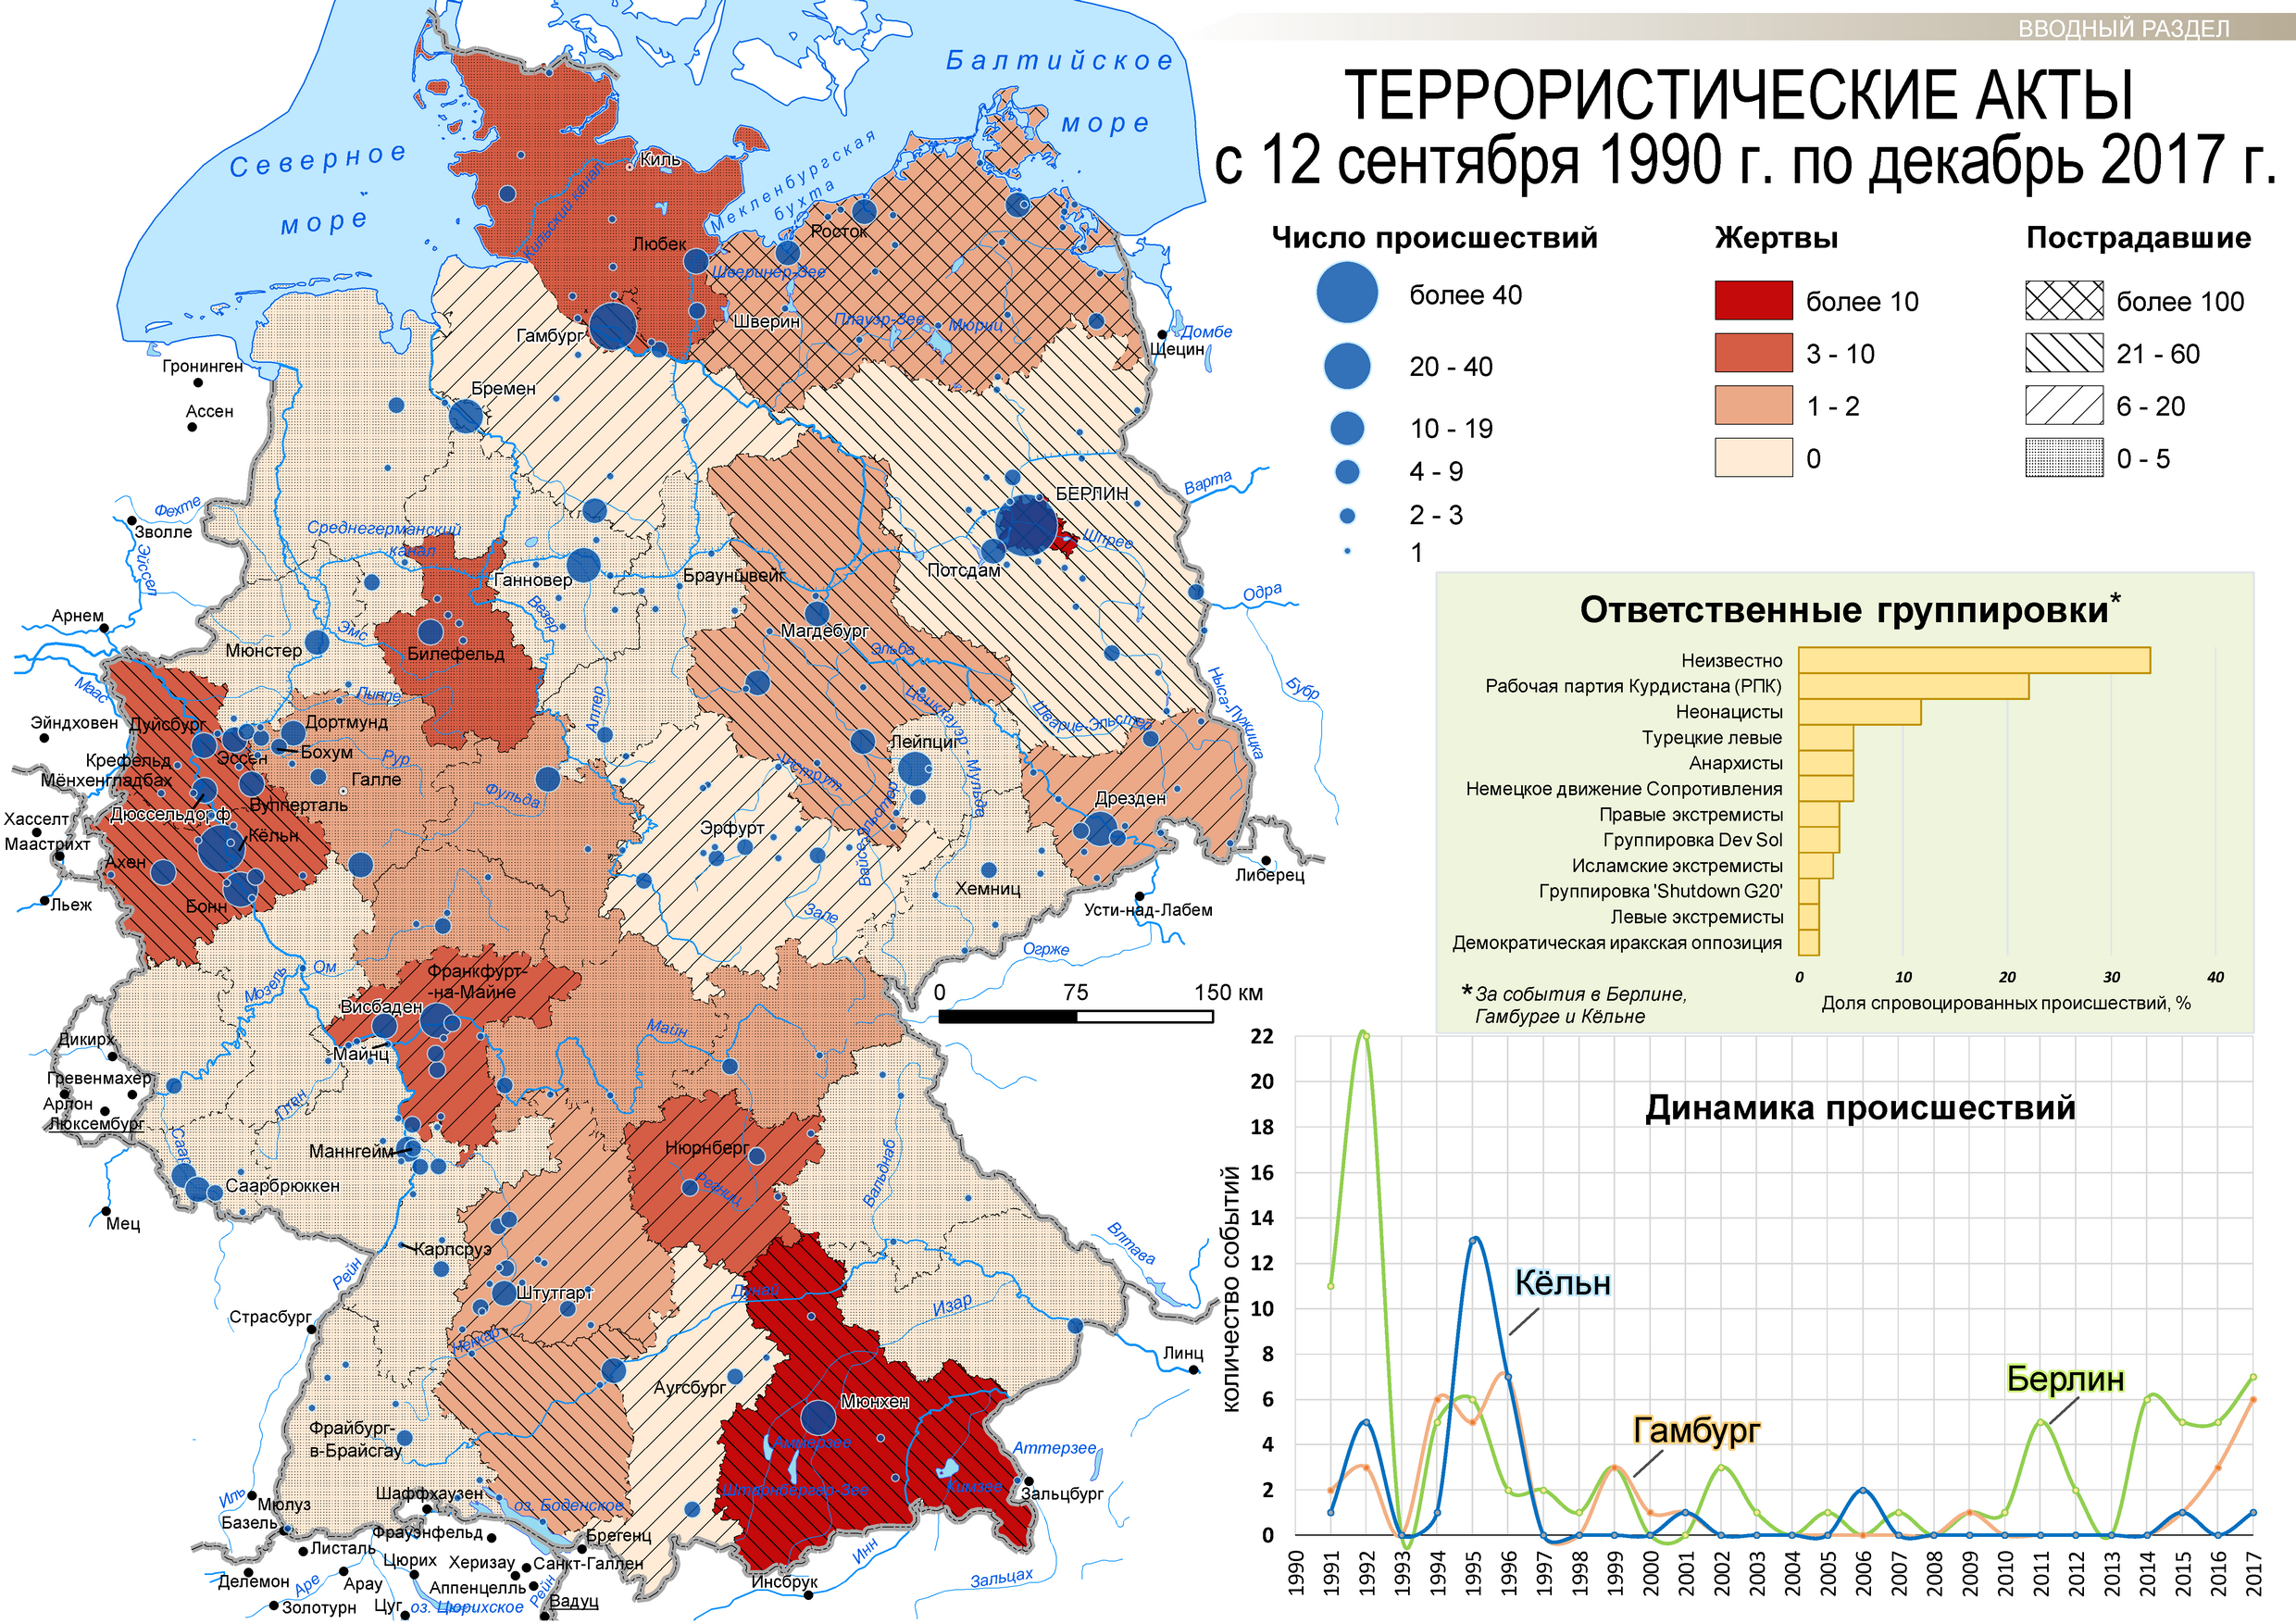 ВВОДНЫЙ РАЗДЕЛ
ТЕРРОРИСТИЧЕСКИЕ АКТЫ
с 12 сентября 1990 г. по декабрь 2017 г.
Число происшествий
более 40
20 - 40
10 - 19
4 - 9
2 - 3
1
Жертвы
более 10
3 - 10
1 - 2
0
Пострадавшие
более 100
21 - 60
6 - 20
0 - 5
Балтийское
море
Северное
море
Мекленбургская
бухта
Киль
Кильский канал
Любек
Росток
Шверинер-Зее
Шверин
Плауэр-Зее
Мюриц
Гамбург
Домбе
Щецин
Гронинген
Ассен
Бремен
Фехте
Зволле
Эйссел
Среднегерманский
канал
Варта
БЕРЛИН
Шпрее
Потсдам
Ганновер
Брауншвейг
Везер
Одра
Арнем
Магдебург
Мюнстер
Эмс
Билефельд
Эльба
Маас
Липпе
Аллер
Цешкауэр - Мульде
Шварце-Эльстер
Ныса-Лужицка
Бубр
Эйндховен
Дуйсбург
Дортмунд
Бохум
Эссен
Рур
Крефельд
Мёнхенгладбах
Галле
Лейпциг
Вупперталь
Фульда
Унструт
Дюссельдорф
Дрезден
Хасселт
Маастрихт
Кёльн
Эрфурт
Вайсе-Эльстер
Ахен
Либерец
Льеж
Бонн
Хемниц
Усти-над-Лабем
Зале
Огрже
Ом
Мозель
Франкфурт-
-на-Майне
Висбаден
0 75 150 км
Майн
Дикирх
Майнц
Гревенмахер
Арлон
Люксембург
Глан
Саар
Маннгейм
Нюрнберг
Регниц
Вальднаб
Саарбрюккен
Мец
Карлсруэ
Влтава
Рейн
Страсбург
Штутгарт
Дунай
Изар
Неккар
Линц
Аугсбург
Мюнхен
Фрайбург-
в-Брайсгау
Аммерзее
Аттерзее
Штарнбергер-Зее
Кимзее
Зальцбург
Иль
Мюлуз
Шаффхаузен
оз. Боденское
Базель
Фрауэнфельд
Брегенц
Листаль
Цюрих
Херизау
Санкт-Галлен
Инн
Делемон
Арау
Аппенцелль
Инсбрук
Зальцах
Аре
Золотурн
Цуг
оз. Цюрихское
Рейн
Вадуц
Ответственные группировки*
Неизвестно
Рабочая партия Курдистана (РПК)
Неонацисты
Турецкие левые
Анархисты
Немецкое движение Сопротивления
Правые экстремисты
Группировка Dev Sol
Исламские экстремисты
Группировка 'Shutdown G20'
Левые экстремисты
Демократическая иракская оппозиция
0 10 20 30 40
Доля спровоцированных происшествий, %
* За события в Берлине,
Гамбурге и Кёльне
Динамика происшествий
количество событий
22
20
18
16
14
12
10
8
6
4
2
0
Кёльн
Берлин
Гамбург
1990 1991 1992 1993 1994 1995 1996 1997 1998 1999 2000 2001 2002 2003 2004 2005 2006 2007 2008 2009 2010 2011 2012 2013 2014 2015 2016 2017